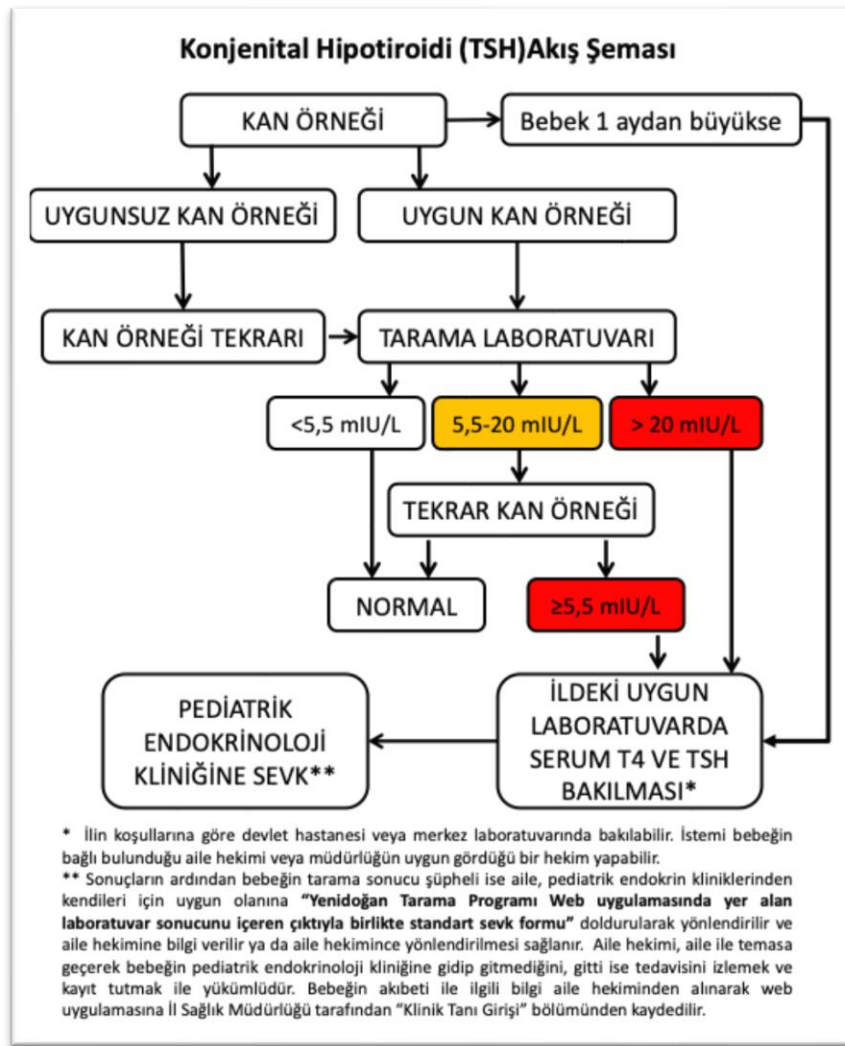 Konjenital Hipotiroidi (TSH)Akış Şeması
KAN ÖRNEĞİ
Bebek 1 aydan büyükse
UYGUNSUZ KAN ÖRNEĞİ
UYGUN KAN ÖRNEĞİ
KAN ÖRNEĞİ TEKRARI
TARAMA LABORATUVARI
<5,5 mIU/L
5,5-20 mIU/L
> 20 mIU/L
TEKRAR KAN ÖRNEĞİ
NORMAL
≥5,5 mIU/L
PEDİATRİK
ENDOKRİNOLOJİ
KLİNİĞİNE SEVK**
İLDEKİ UYGUN
LABORATUVARDA
SERUM T4 VE TSH
BAKILMASI*
* İlin koşullarına göre devlet hastanesi veya merkez laboratuvarında bakılabilir. İstemi bebeğin
bağlı bulunduğu aile hekimi veya müdürlüğün uygun gördüğü bir hekim yapabilir.
** Sonuçların ardından bebeğin tarama sonucu şüpheli ise aile, pediatrik endokrin kliniklerinden
kendileri için uygun olanına "Yenidoğan Tarama Programı Web uygulamasında yer alan
laboratuvar sonucunu içeren çıktıyla birlikte standart sevk formu" doldurularak yönlendirilir ve
aile hekimine bilgi verilir ya da aile hekimince yönlendirilmesi sağlanır. Aile hekimi, aile ile temasa
geçerek bebeğin pediatrik endokrinoloji kliniğine gidip gitmediğini, gitti ise tedavisini izlemek ve
kayıt tutmak ile yükümlüdür. Bebeğin akıbeti ile ilgili bilgi aile hekiminden alınarak web
uygulamasına İl Sağlık Müdürlüğü tarafından "Klinik Tanı Girişi" bölümünden kaydedilir.